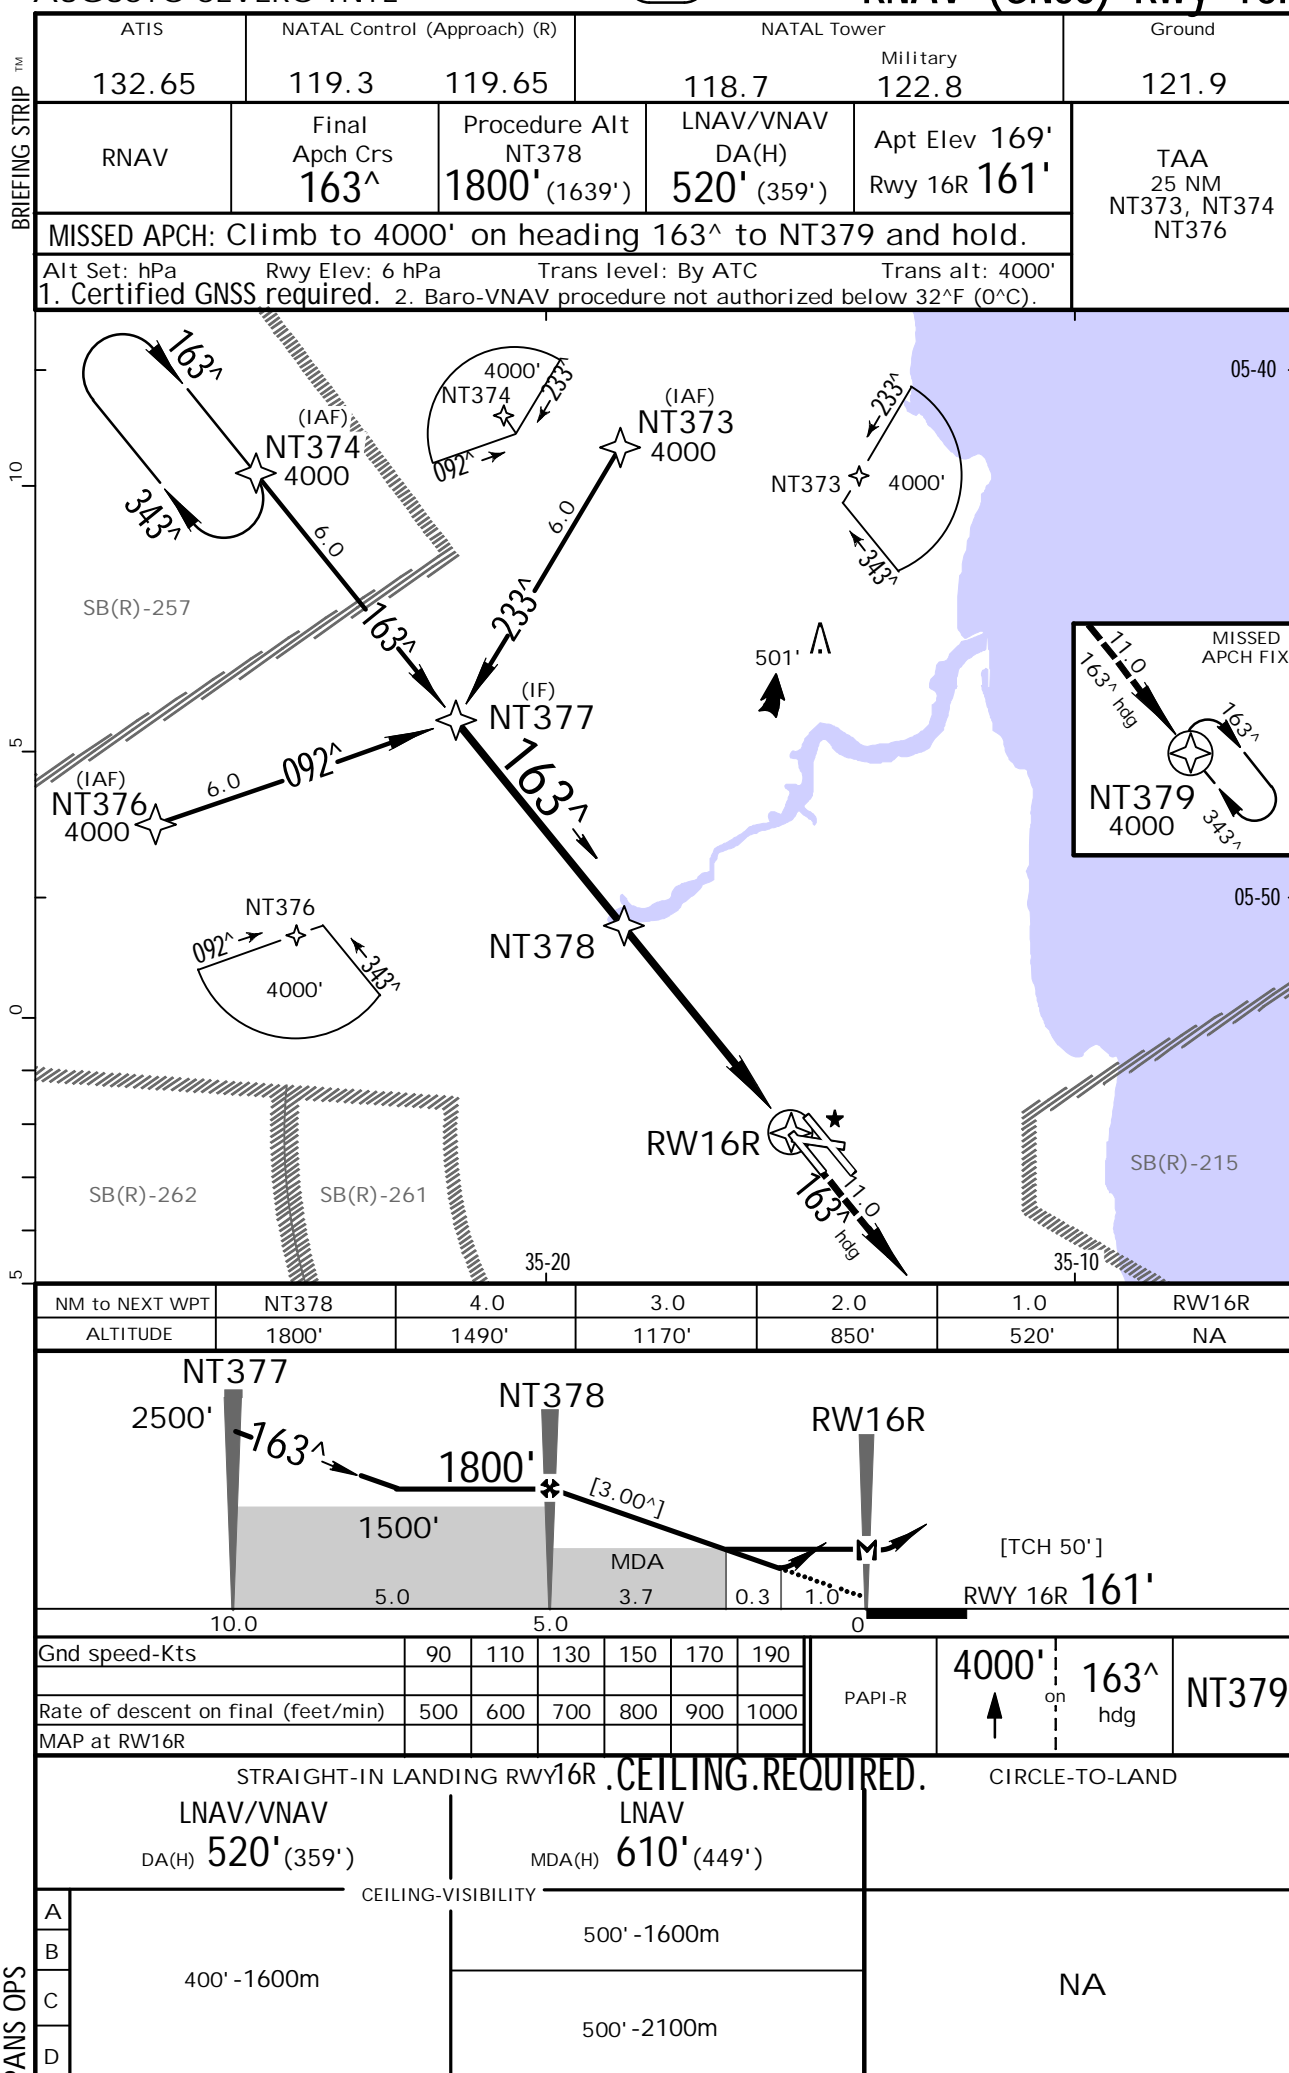 AUGUSTO SEVERO INTL
RNAV (GNSS) Rwy 16R
BRIEFING STRIP ™
ATIS
132.65
NATAL Control (Approach) (R)
119.3 119.65
NATAL Tower
118.7
Military
122.8
Ground
121.9
RNAV
Final
Apch Crs
163^
Procedure Alt
NT378
1800' (1639')
LNAV/VNAV
DA(H)
520' (359')
Apt Elev 169'
Rwy 16R 161'
TAA
25 NM
NT373, NT374
NT376
MISSED APCH: Climb to 4000' on heading 163^ to NT379 and hold.
Alt Set: hPa Rwy Elev: 6 hPa Trans level: By ATC Trans alt: 4000'
1. Certified GNSS required. 2. Baro-VNAV procedure not authorized below 32^F (0^C).
163^
343^
(IAF)
NT374
4000
6.0
163^
4000'
NT374
233^
092^
(IAF)
NT373
4000
6.0
233^
233^
NT373
4000'
343^
05-40
10
SB(R)-257
501'
MISSED
APCH FIX
11.0
163^ hdg
163^
NT379
4000
343^
(IF)
NT377
163^
5
(IAF)
NT376
4000
6.0
092^
NT376
092^
343^
4000'
NT378
05-50
0
RW16R
11.0
163^
hdg
SB(R)-262
SB(R)-261
SB(R)-215
5
35-20
35-10
NM to NEXT WPT NT378 4.0 3.0 2.0 1.0 RW16R
ALTITUDE 1800' 1490' 1170' 850' 520' NA
NT377
2500'
163^
NT378
1800'
RW16R
[3.00^]
1500'
MDA
M
[TCH 50']
5.0 3.7 0.3 1.0
RWY 16R 161'
10.0 5.0 0
Gnd speed-Kts 90 110 130 150 170 190
Rate of descent on final (feet/min) 500 600 700 800 900 1000
MAP at RW16R
PAPI-R
4000'
on
163^
hdg
NT379
STRAIGHT-IN LANDING RWY16R .CEILING.REQUIRED. CIRCLE-TO-LAND
LNAV/VNAV
DA(H) 520' (359')
LNAV
MDA(H) 610' (449')
CEILING-VISIBILITY
A
B
C
D
400'-1600m
500'-1600m
500'-2100m
NA
PANS OPS